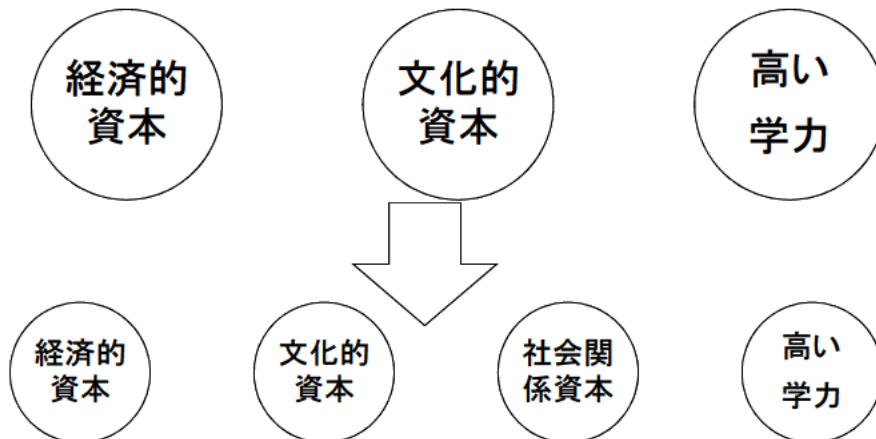 経済的
資本
文化的
資本
高い
学力
経済的
資本
文化的
資本
社会関
係資本
高い
学力